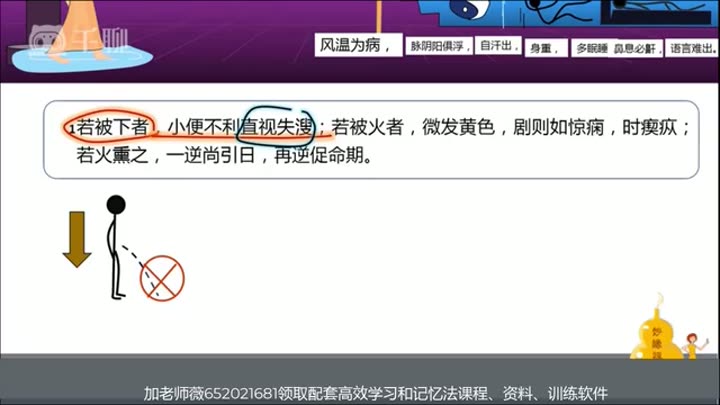 千聊
风温为病，
脉阴阳俱浮，
自汗出，
身重，
多眠睡
鼻息必鼾，
语言难出。
1若被下者，小便不利直视失溲；若被火者，微发黄色，剧则如惊痫，时瘈疭；
若火熏之，一逆尚引日，再逆促命期。
加老师薇652021681领取配套高效学习和记忆法课程、资料、训练软件